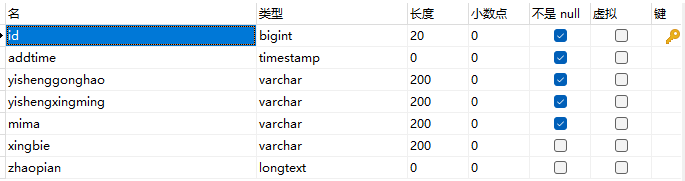 名 类型 长度 小数点 不是 null 虚拟 键
id bigint 20 0
addtime timestamp 0 0
yishenggonghao varchar 200 0
yishengxingming varchar 200 0
mima varchar 200 0
xingbie varchar 200 0
zhaopian longtext 0 0